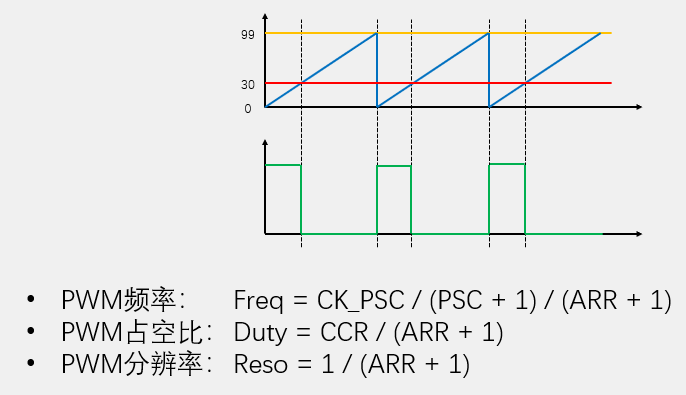 99
30
0
• PWM频率： Freq = CK_PSC / (PSC + 1) / (ARR + 1)
• PWM占空比： Duty = CCR / (ARR + 1)
• PWM分辨率： Reso = 1 / (ARR + 1)